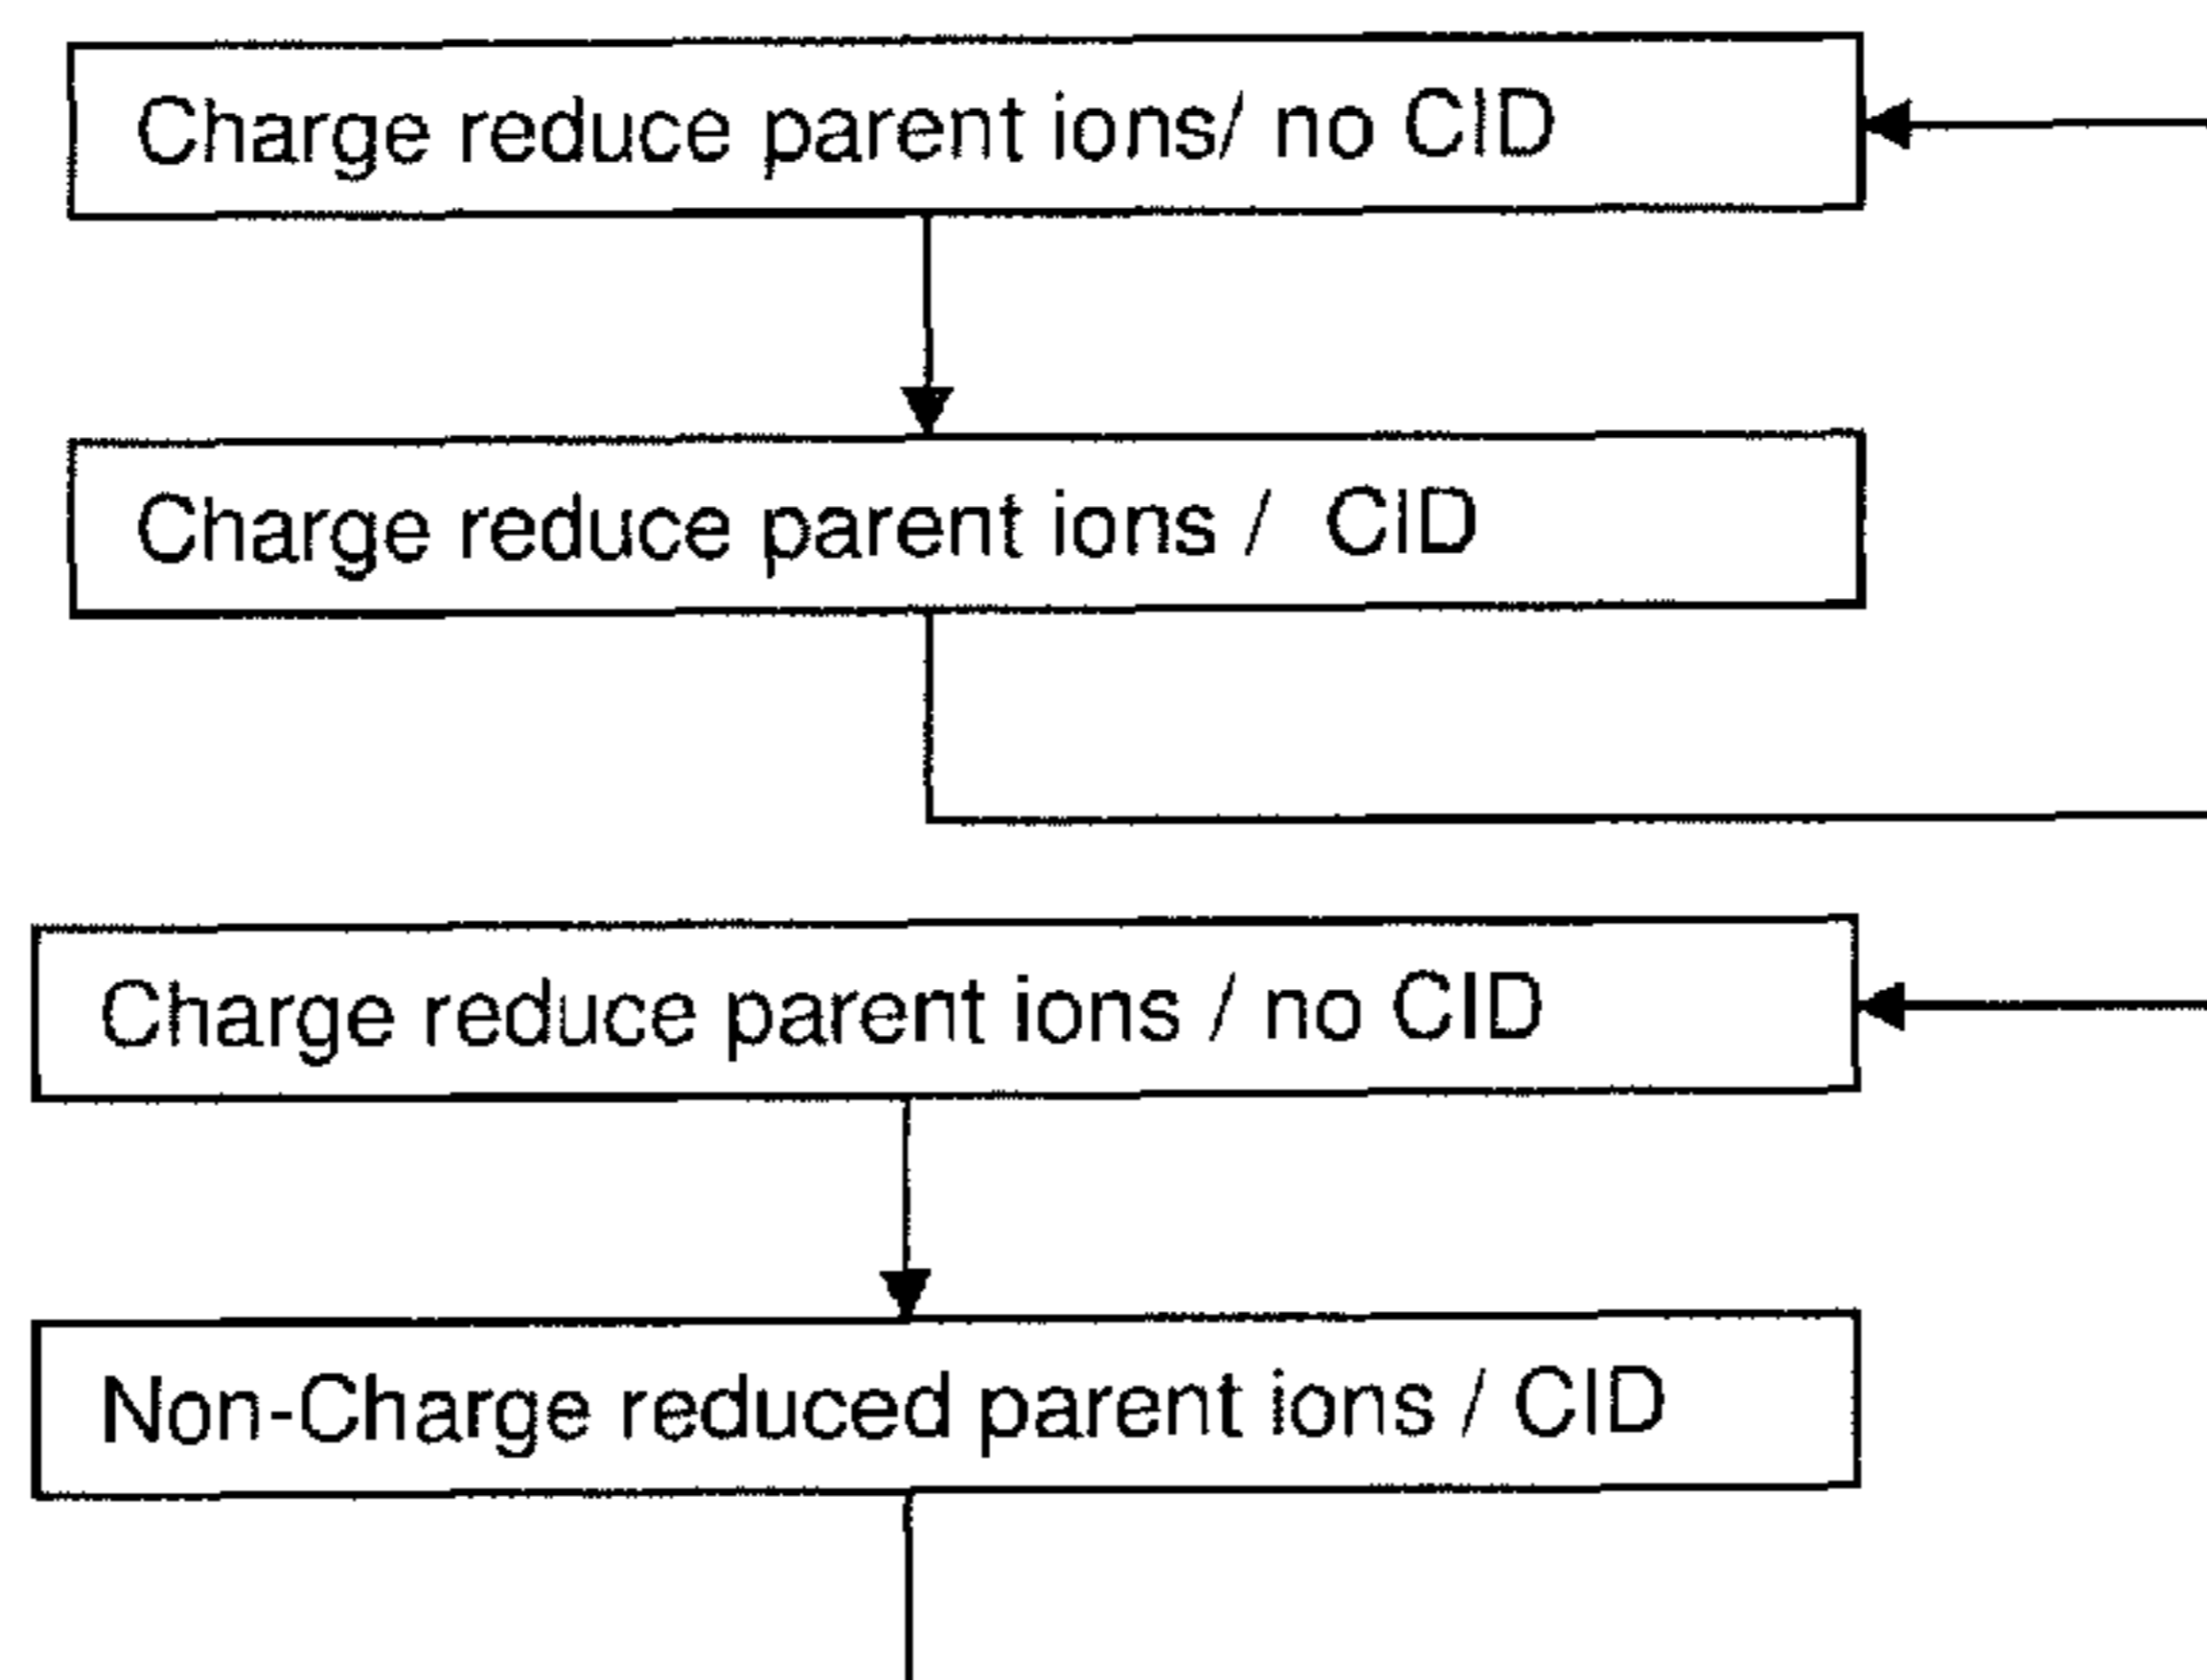 Charge reduce parent ions/ no CID
Charge reduce parent ions / CID
Charge reduce parent ions / no CID
Non-Charge reduced parent ions / CID